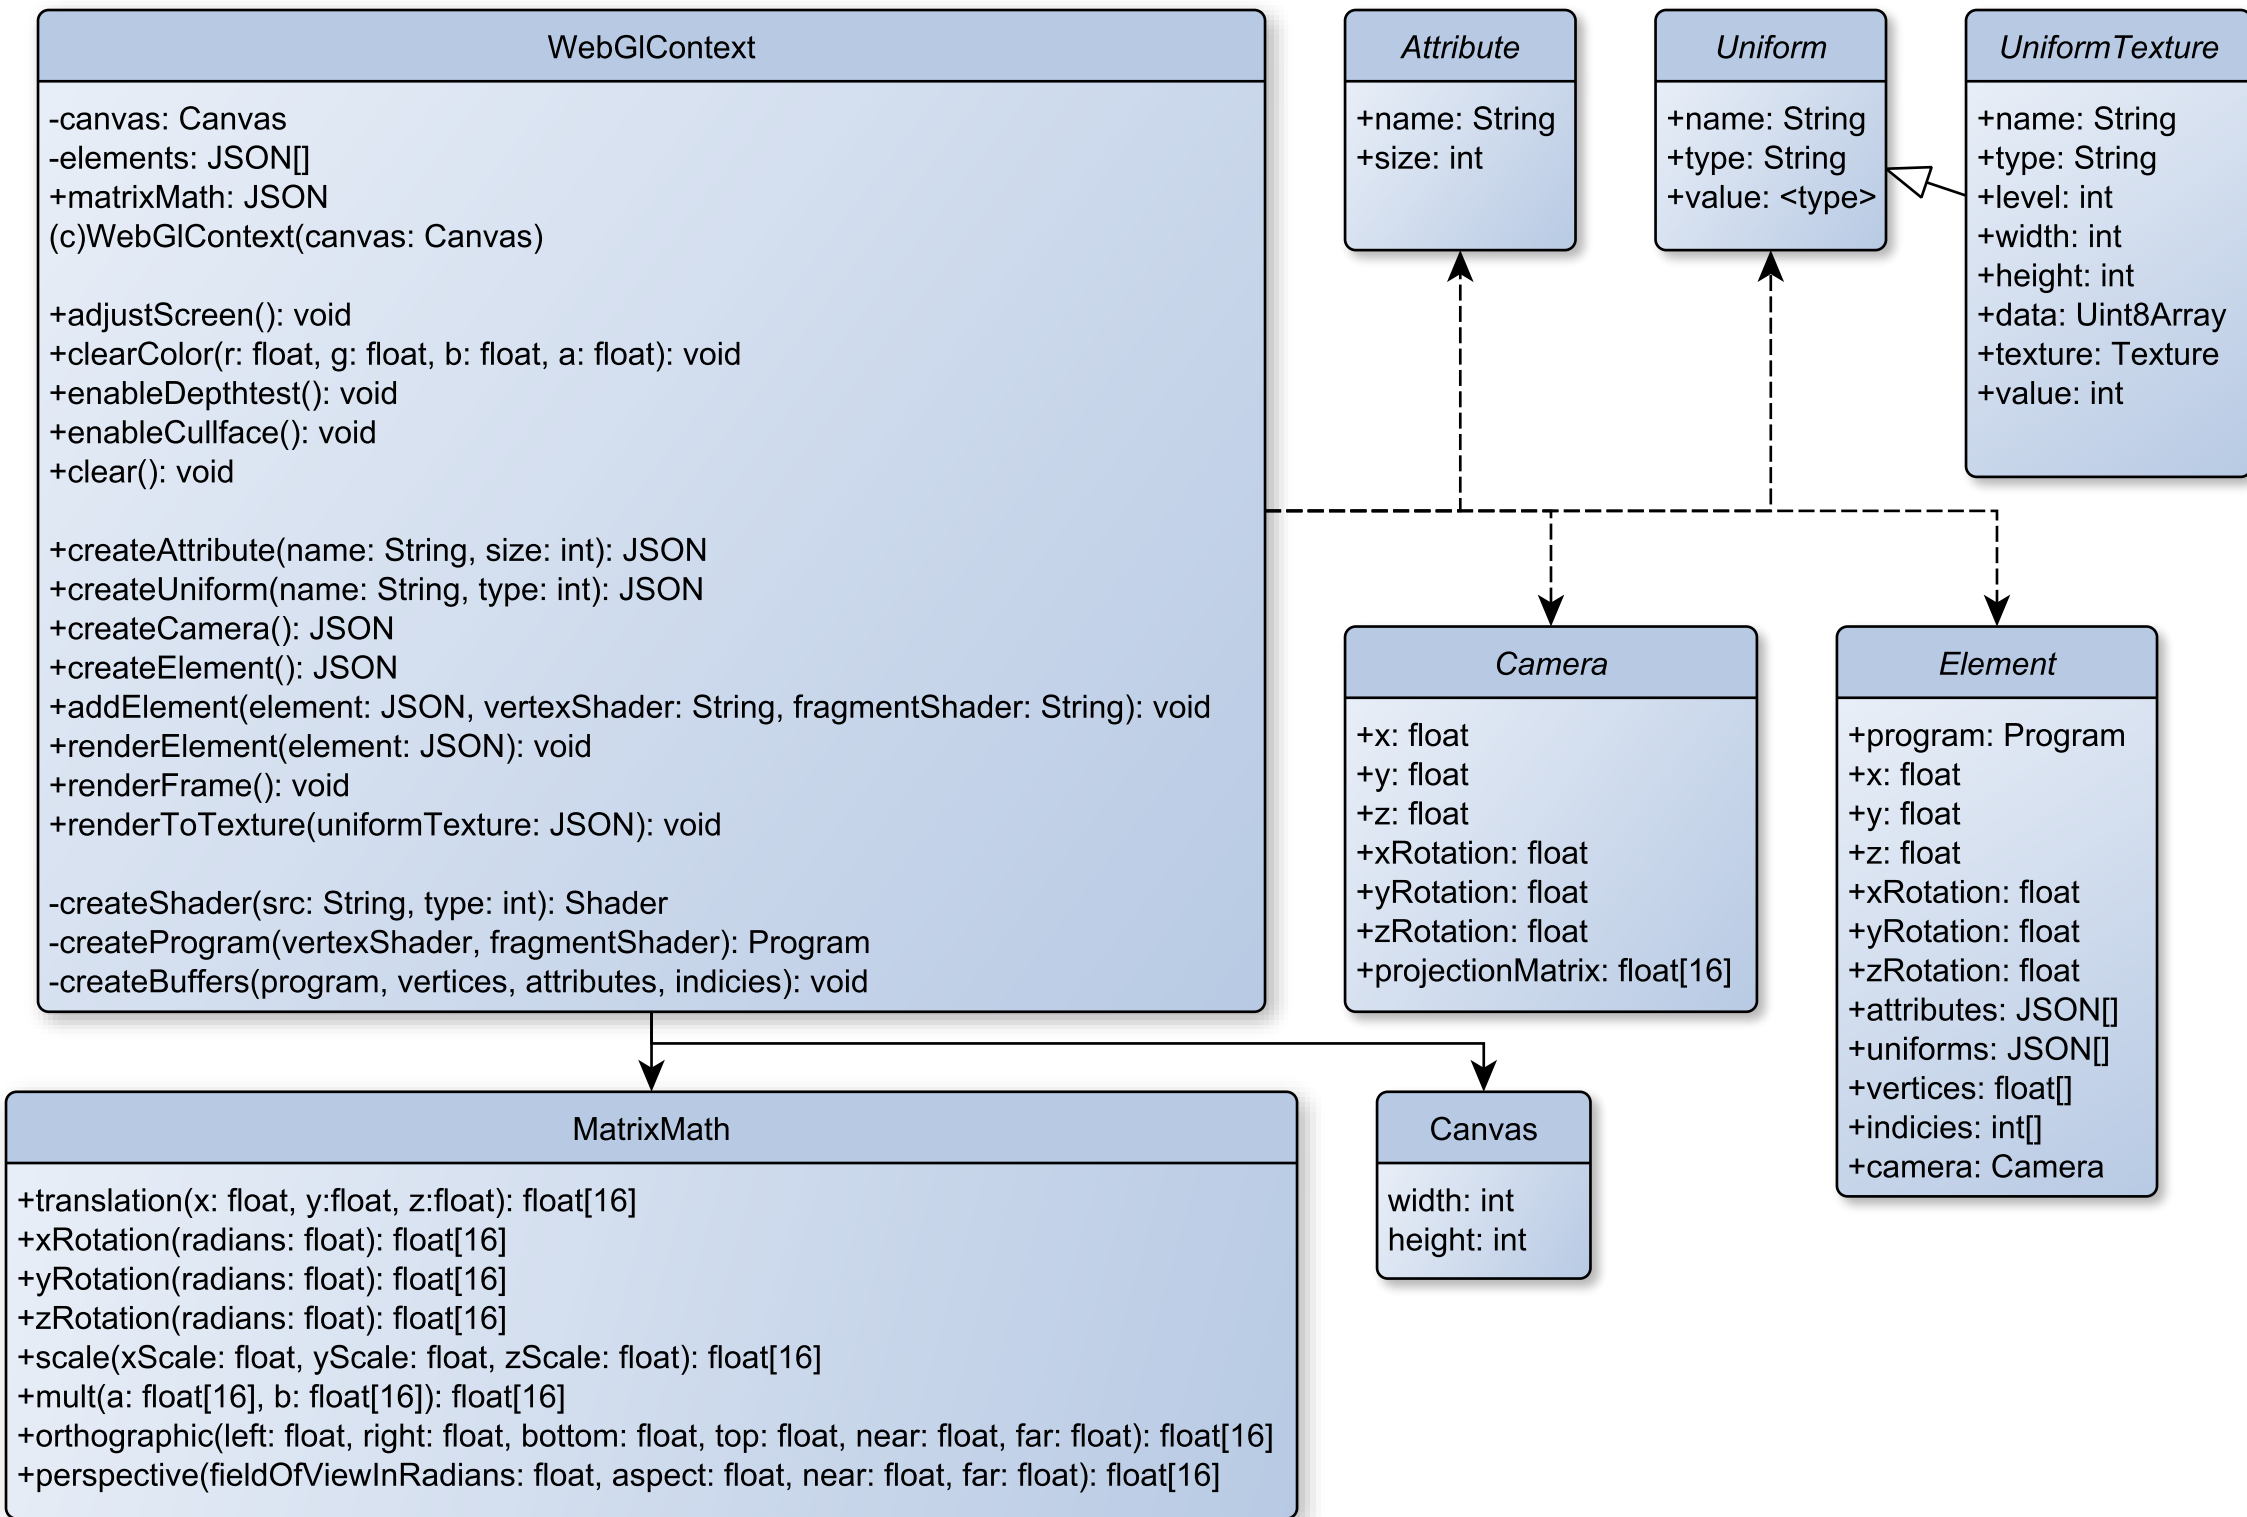 WebGlContext
-canvas: Canvas
-elements: JSON[]
+matrixMath: JSON
(c)WebGlContext(canvas: Canvas)
+adjustScreen(): void
+clearColor(r: float, g: float, b: float, a: float): void
+enableDepthtest(): void
+enableCullface(): void
+clear(): void
+createAttribute(name: String, size: int): JSON
+createUniform(name: String, type: int): JSON
+createCamera(): JSON
+createElement(): JSON
+addElement(element: JSON, vertexShader: String, fragmentShader: String): void
+renderElement(element: JSON): void
+renderFrame(): void
+renderToTexture(uniformTexture: JSON): void
-createShader(src: String, type: int): Shader
-createProgram(vertexShader, fragmentShader): Program
-createBuffers(program, vertices, attributes, indicies): void
Attribute
+name: String
+size: int
Uniform
+name: String
+type: String
+value: <type>
UniformTexture
+name: String
+type: String
+level: int
+width: int
+height: int
+data: Uint8Array
+texture: Texture
+value: int
Camera
+x: float
+y: float
+z: float
+xRotation: float
+yRotation: float
+zRotation: float
+projectionMatrix: float[16]
Element
+program: Program
+x: float
+y: float
+z: float
+xRotation: float
+yRotation: float
+zRotation: float
+attributes: JSON[]
+uniforms: JSON[]
+vertices: float[]
+indicies: int[]
+camera: Camera
MatrixMath
+translation(x: float, y:float, z:float): float[16]
+xRotation(radians: float): float[16]
+yRotation(radians: float): float[16]
+zRotation(radians: float): float[16]
+scale(xScale: float, yScale: float, zScale: float): float[16]
+mult(a: float[16], b: float[16]): float[16]
+orthographic(left: float, right: float, bottom: float, top: float, near: float, far: float): float[16]
+perspective(fieldOfViewInRadians: float, aspect: float, near: float, far: float): float[16]
Canvas
width: int
height: int